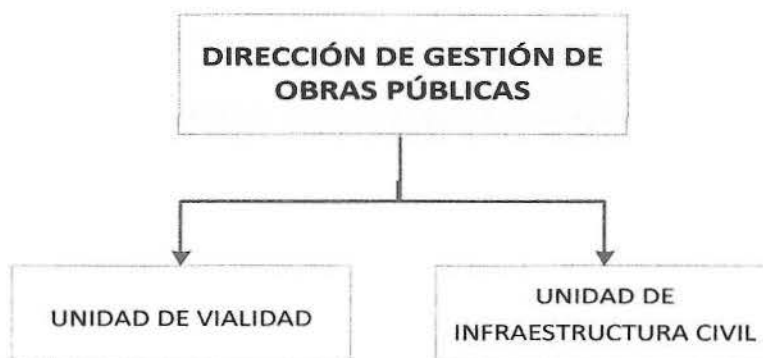 DIRECCIÓN DE GESTIÓN DE
OBRAS PÚBLICAS
UNIDAD DE VIALIDAD
UNIDAD DE
INFRAESTRUCTURA CIVIL